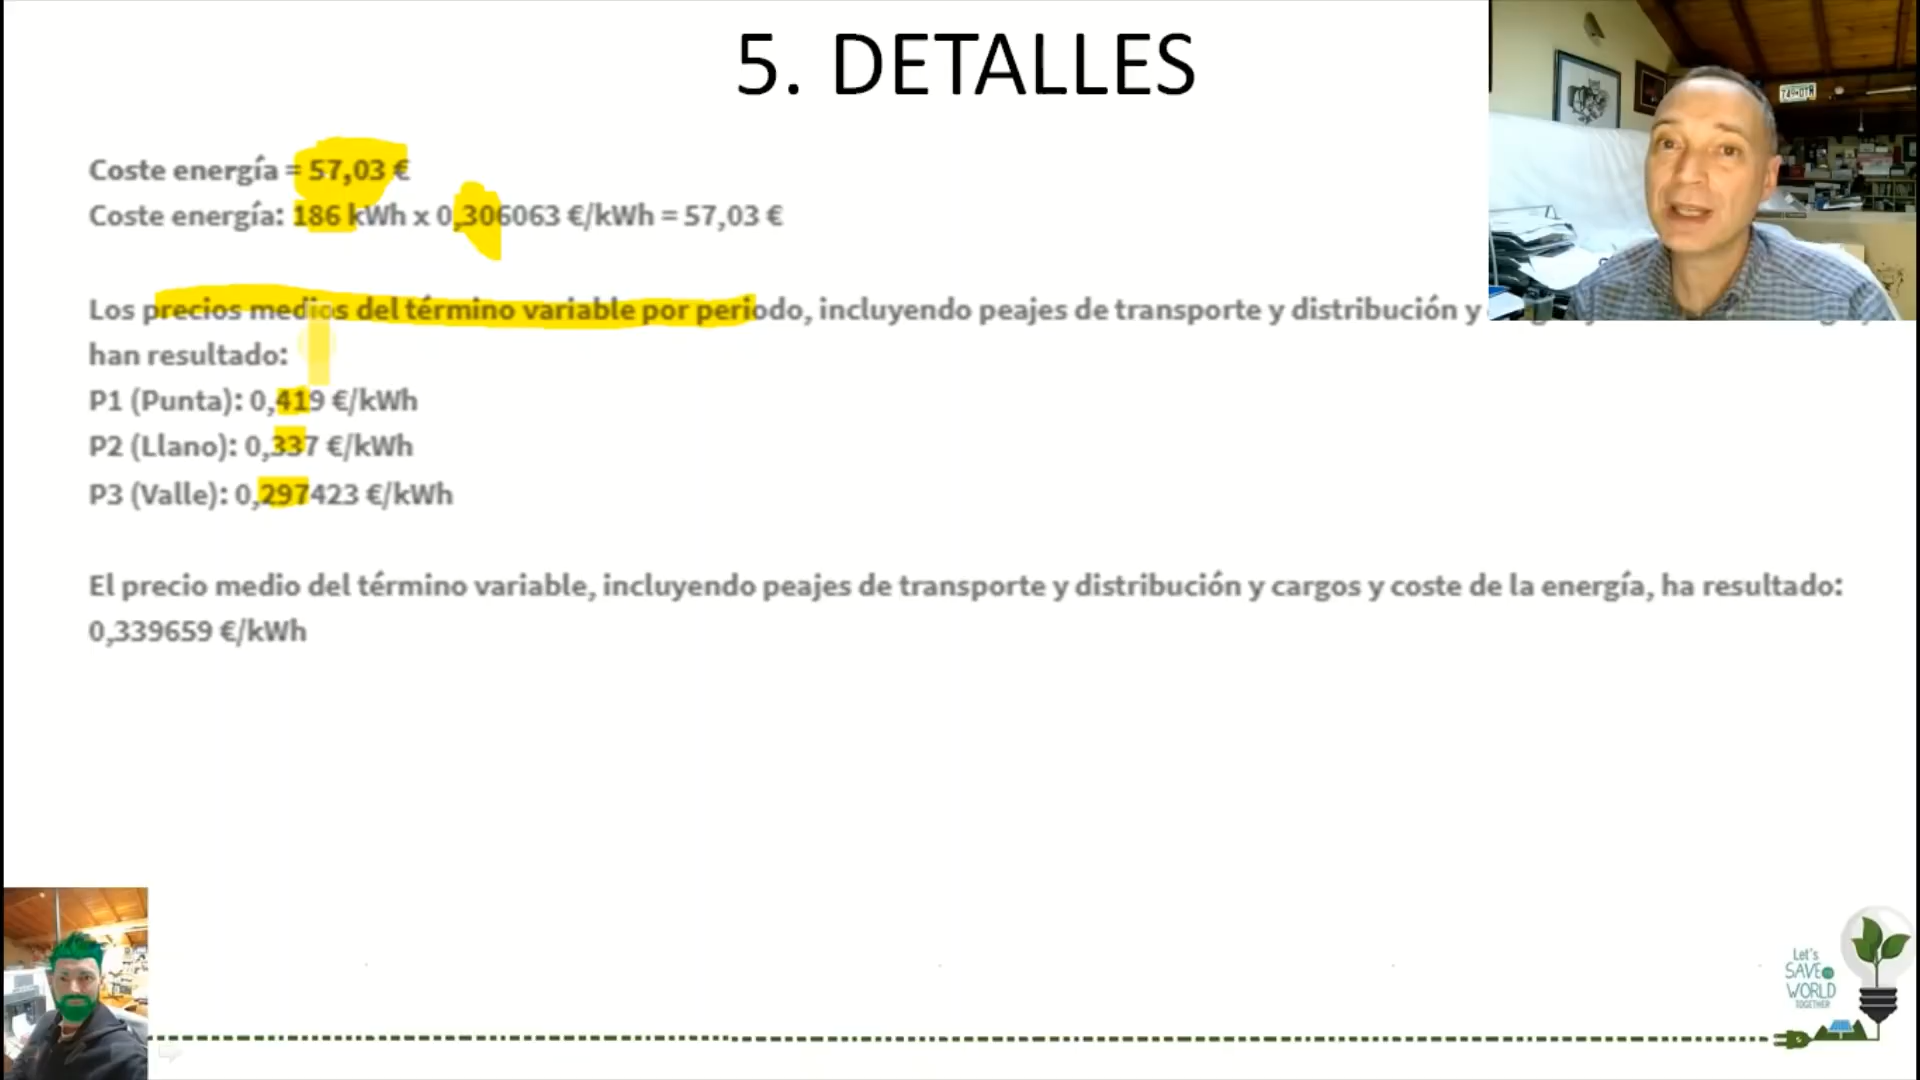 5. DETALLES
Coste energía = 57,03 €
Coste energía: 186 kWh x 0,306063 €/kWh = 57,03 €
Los precios medios del término variable por periodo, incluyendo peajes de transporte y distribución y
han resultado:
P1 (Punta): 0,419 €/kWh
P2 (Llano): 0,337 €/kWh
P3 (Valle): 0,297423 €/kWh
El precio medio del término variable, incluyendo peajes de transporte y distribución y cargos y coste de la energía, ha resultado:
0,339659 €/kWh
Let's
SAVE
WORLD
TOGETHER